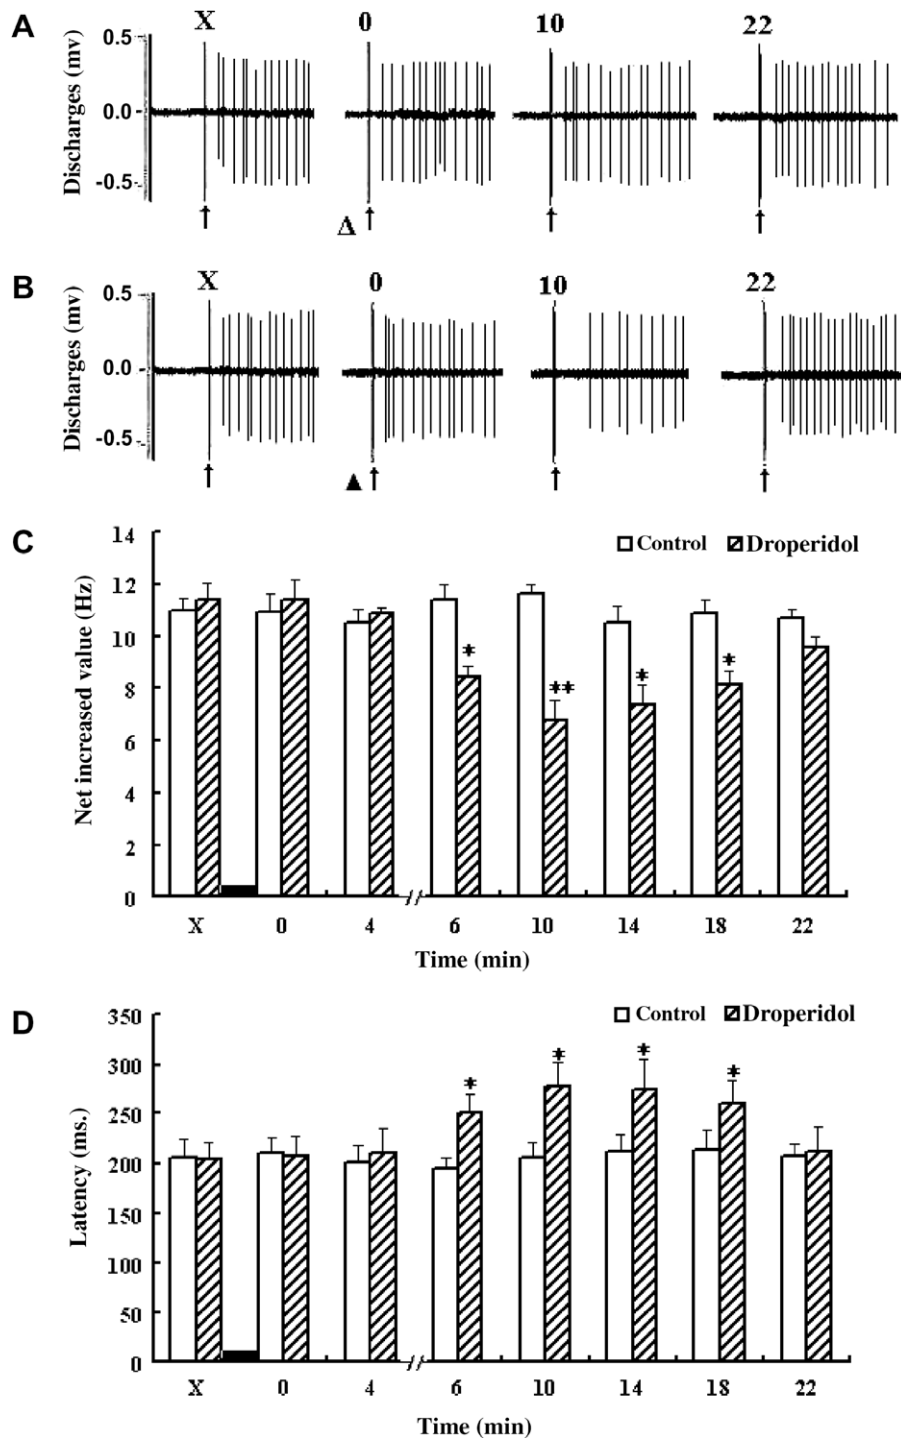 A
X 0 10 22
Discharges (mv)
0.5
0.0
-0.5
Δ
B
X 0 10 22
Discharges (mv)
0.5
0.0
-0.5
▲
C
Control Droperidol
Net increased value (Hz)
14
12
10
8
6
4
2
0
* ** * *
X 0 4 6 10 14 18 22
Time (min)
D
Control Droperidol
Latency (ms.)
350
300
250
200
150
100
50
0
* * * *
X 0 4 6 10 14 18 22
Time (min)